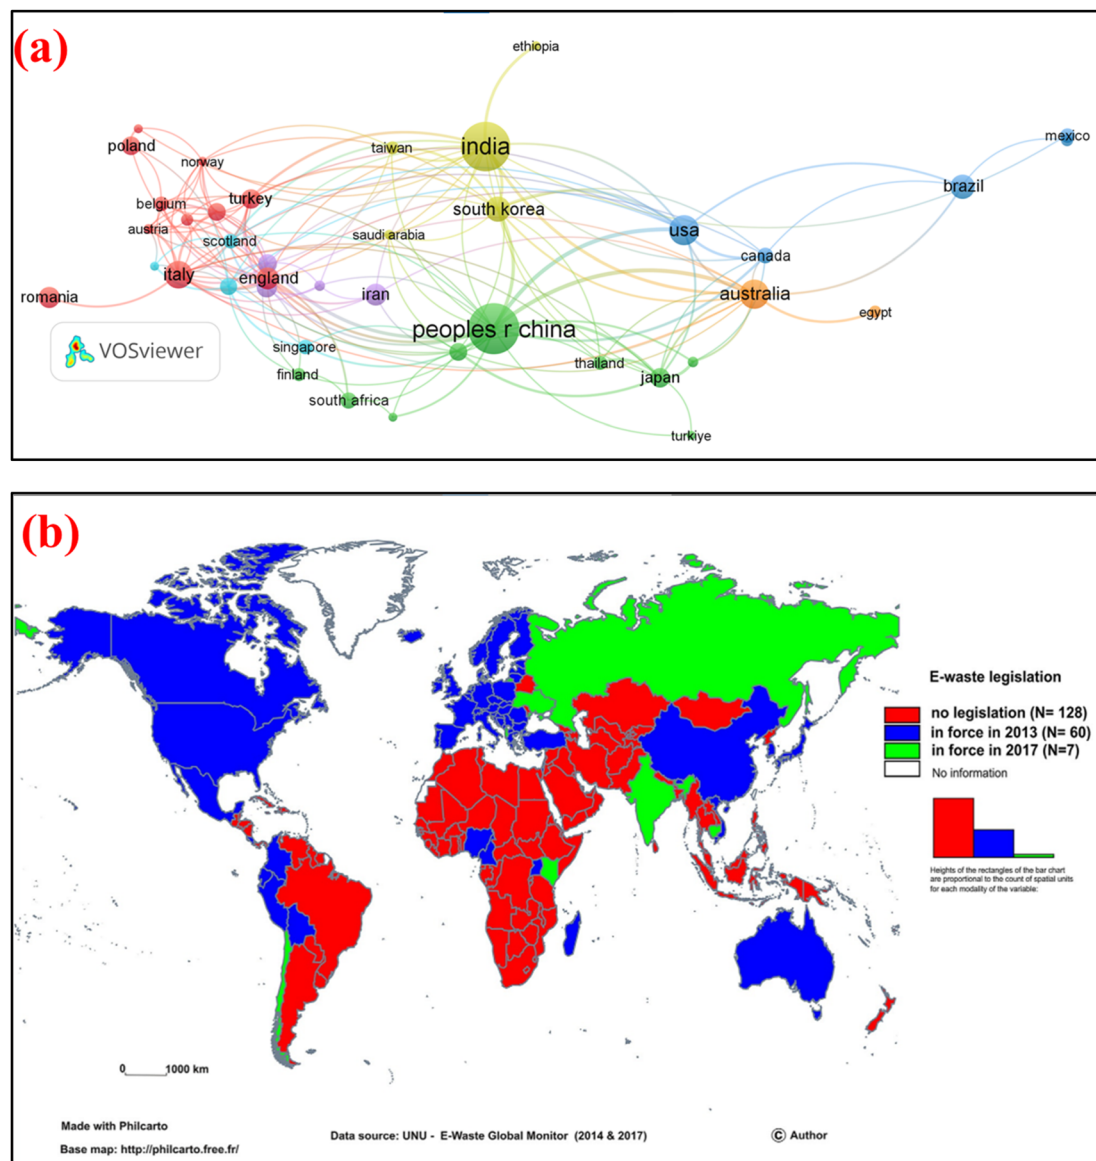 (a)
ethiopia
mexico
poland
taiwan
india
norway
brazil
belgium
turkey
south korea
austria
scotland
saudi arabia
usa
canada
italy
england
romania
iran
australia
egypt
peoples r china
VOSviewer
singapore
thailand
finland
japan
south africa
turkiye
(b)
E-waste legislation
no legislation (N= 128)
in force in 2013 (N= 60)
in force in 2017 (N=7)
No information
Heights of the rectangles of the bar chart
are proportional to the count of spatial units
for each modality of the variable:
0 1000 km
Made with Philcarto
Base map: http://philcarto.free.fr/
Data source: UNU - E-Waste Global Monitor (2014 & 2017)
© Author